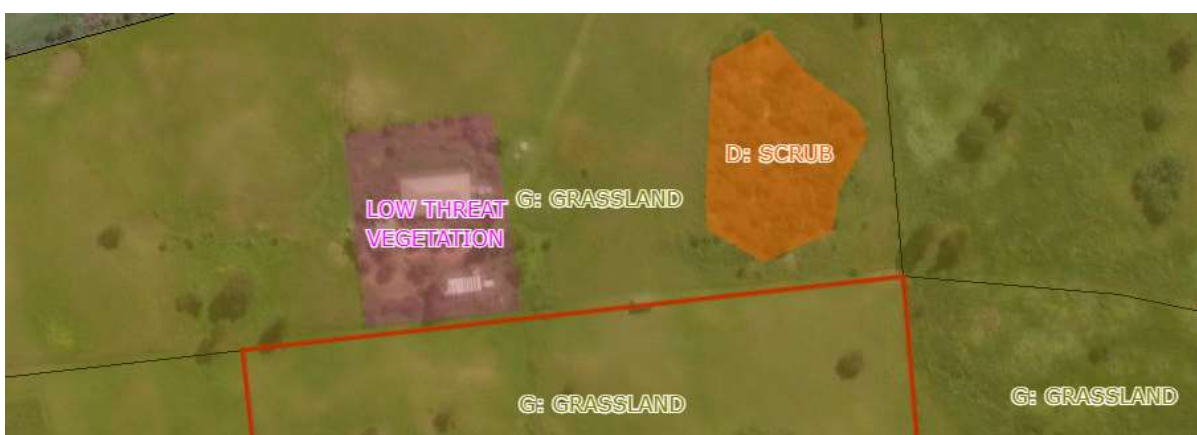 D: SCRUB
G: GRASSLAND
LOW THREAT
VEGETATION
G: GRASSLAND
G: GRASSLAND